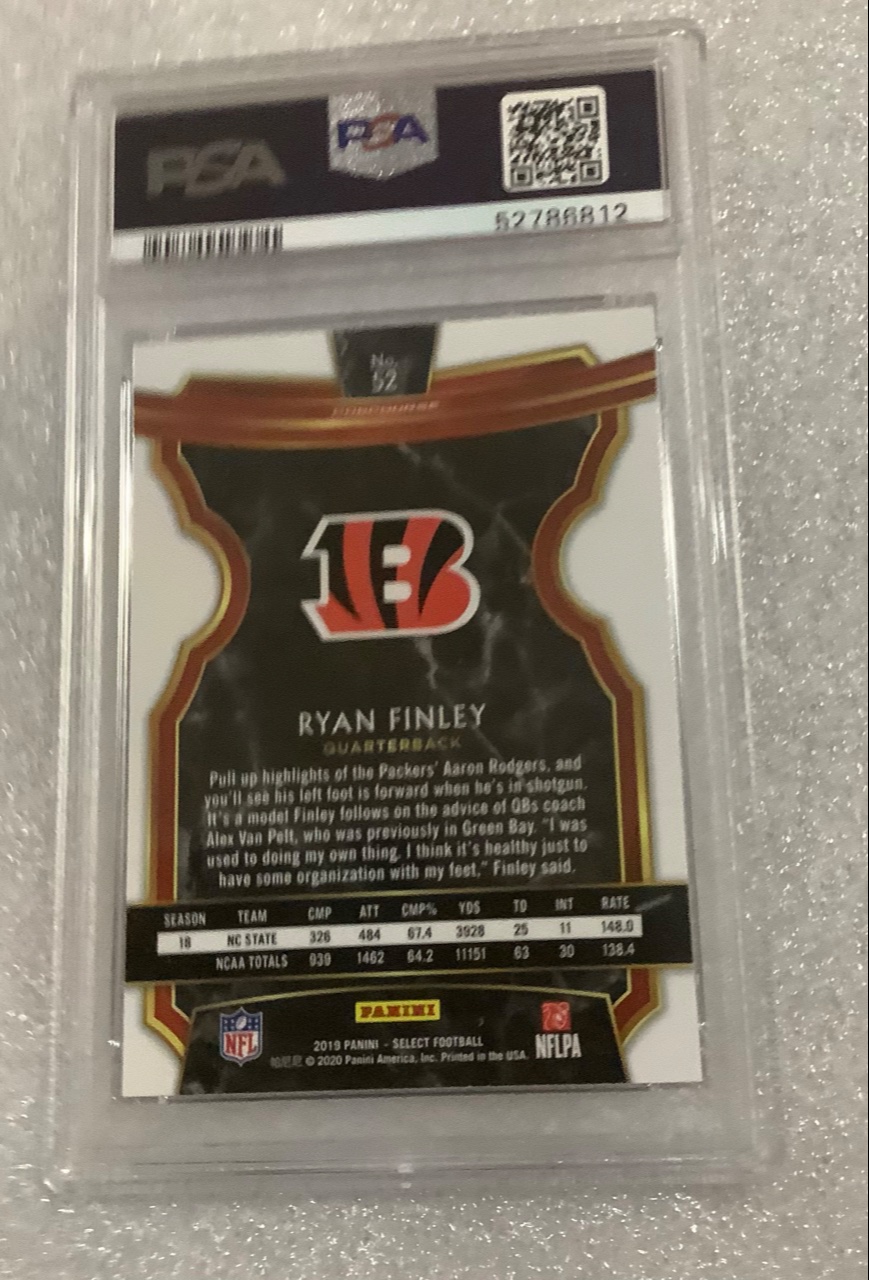 PSA
PSA
52786812
No.
52
CONCOURSE
B
RYAN FINLEY
QUARTERBACK
Pull up highlights of the Packers' Aaron Rodgers, and
you'll see his left foot is forward when he's in shotgun.
It's a model Finley follows on the advice of QBs coach
Alex Van Pelt, who was previously in Green Bay. "I was
used to doing my own thing. I think it's healthy just to
have some organization with my feet," Finley said.
SEASON TEAM CMP ATT CMP% YDS TD INT RATE
18 NC STATE 326 484 67.4 3928 25 11 148.0
NCAA TOTALS 939 1462 64.2 11151 63 30 138.4
NFL
PANINI
2019 PANINI - SELECT FOOTBALL
© 2020 Panini America, Inc. Printed in the USA.
NFLPA